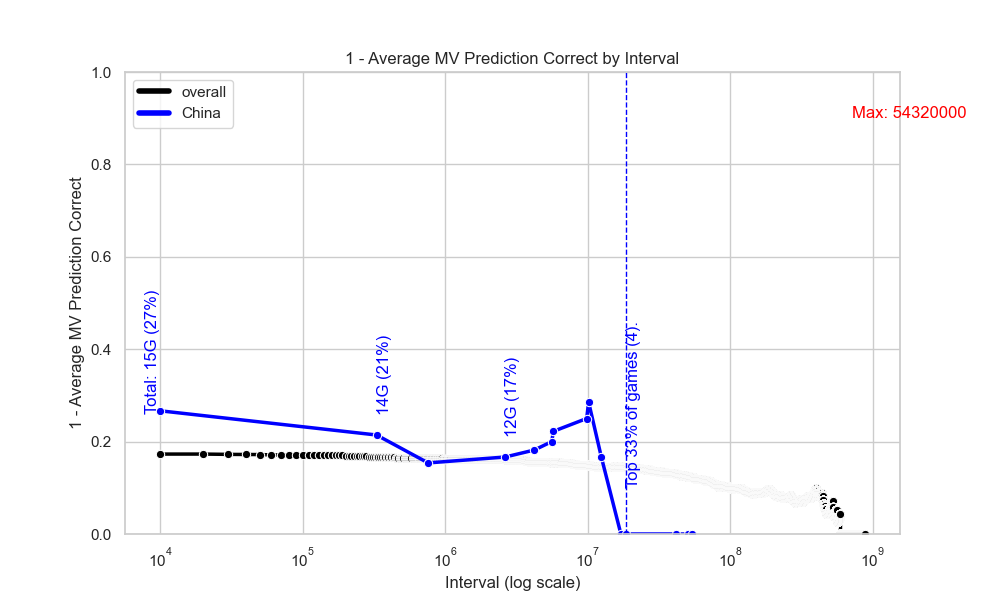 1 - Average MV Prediction Correct by Interval
overall
China
Max: 54320000
1 - Average MV Prediction Correct
1.0
0.8
0.6
0.4
0.2
0.0
Total: 15G (27%)
14G (21%)
12G (17%)
Top 33% of games (4).
10^4
10^5
10^6
10^7
10^8
10^9
Interval (log scale)